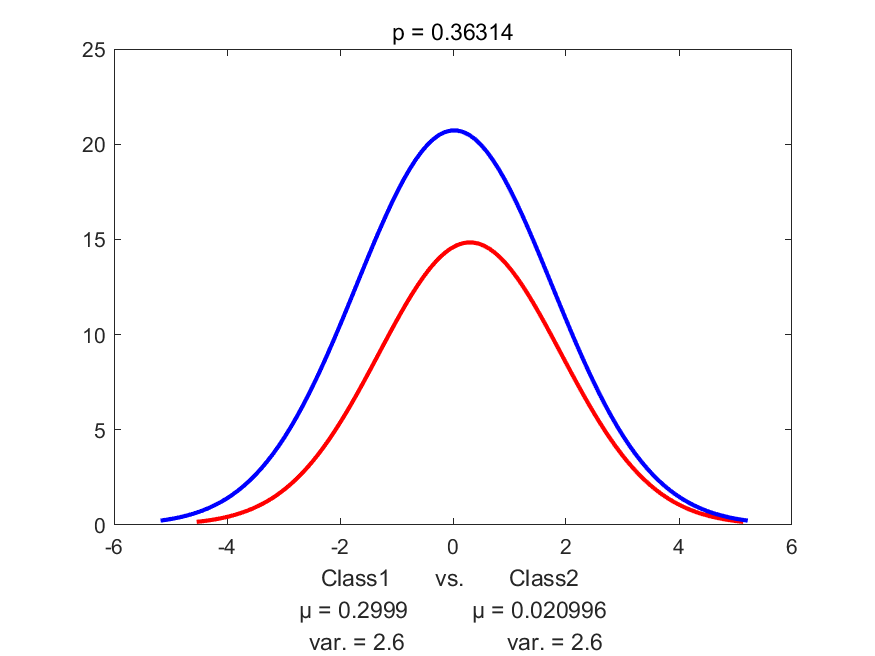 p = 0.36314
25
20
15
10
5
0
-6 -4 -2 0 2 4 6
Class1 vs. Class2
μ = 0.2999 μ = 0.020996
var. = 2.6 var. = 2.6